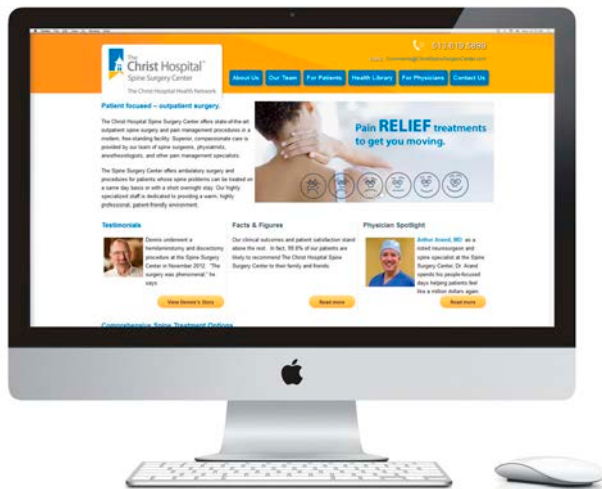 513.619.5899
The
Christ Hospital™
Spine Surgery Center
The Christ Hospital Health Network
About Us
Our Team
For Patients
Health Library
For Physicians
Contact Us
Patient focused – outpatient surgery.
The Christ Hospital Spine Surgery Center offers state-of-the-art
outpatient spine surgery and pain management procedures in a
modern, free-standing facility. Superior, compassionate care is
provided by our team of spine surgeons, physiatrists,
anesthesiologists, and other pain management specialists.
The Spine Surgery Center offers ambulatory surgery and
procedures for patients whose spine problems can be treated on
a same day basis or with a short overnight stay. Our highly
specialized staff is dedicated to providing a warm, highly
professional, patient-friendly environment.
Pain RELIEF treatments
to get you moving.
Testimonials
Dennis underwent a
hemilaminotomy and discectomy
procedure at the Spine Surgery
Center in November 2012. "The
surgery was phenomenal," he
says.
View Dennis's Story
Facts & Figures
Our clinical outcomes and patient satisfaction stand
above the rest. In fact, 99.6% of our patients are
likely to recommend The Christ Hospital Spine
Surgery Center to their family and friends.
Read more
Physician Spotlight
Arthur Arand, MD as a
noted neurosurgeon and
spine specialist at the Spine
Surgery Center, Dr. Arand
spends his people-focused
days helping patients feel
like a million dollars again.
Read more
Comprehensive Spine Treatment Options